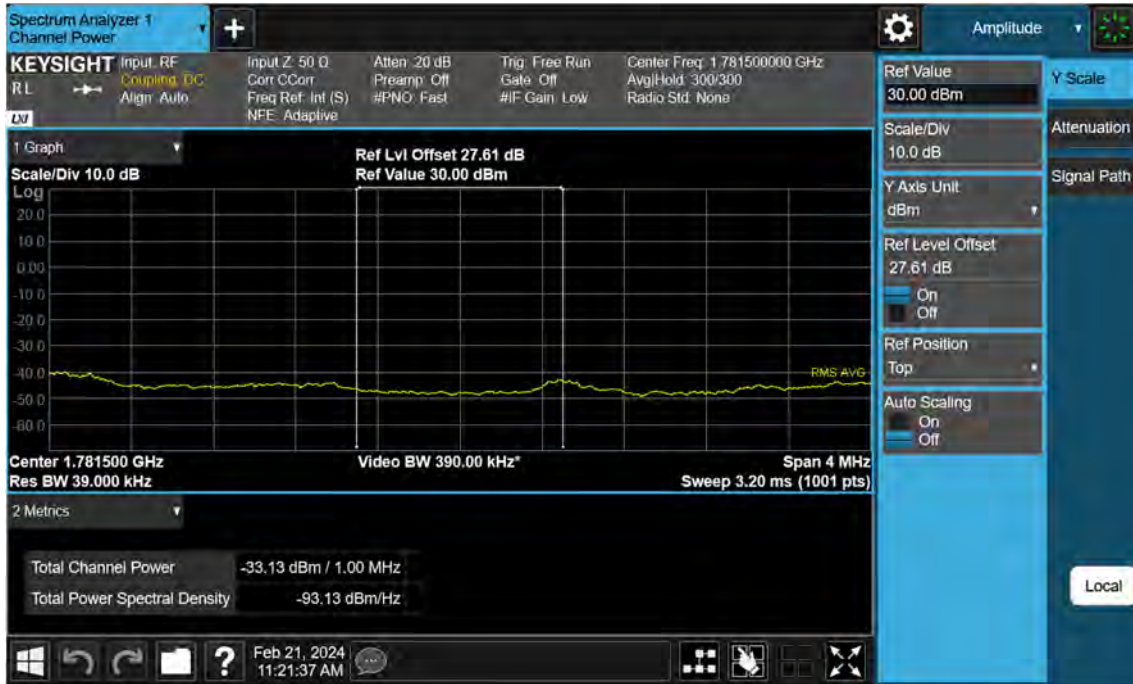 Spectrum Analyzer 1
Channel Power
+
Amplitude
KEYSIGHT
RL
LXI
Input: RF
Coupling: DC
Align: Auto
Input Z: 50 Ω
Corr CCorr
Freq Ref: Int (S)
NFE: Adaptive
Atten: 20 dB
Preamp: Off
#PNO: Fast
Trig: Free Run
Gate: Off
#IF Gain: Low
Center Freq: 1.781500000 GHz
Avg|Hold: 300/300
Radio Std: None
1 Graph
Scale/Div 10.0 dB
Ref Lvl Offset 27.61 dB
Ref Value 30.00 dBm
Log
20.0
10.0
0.00
-10.0
-20.0
-30.0
-40.0
-50.0
-60.0
RMS AVG
Center 1.781500 GHz
Res BW 39.000 kHz
Video BW 390.00 kHz*
Span 4 MHz
Sweep 3.20 ms (1001 pts)
2 Metrics
Total Channel Power -33.13 dBm / 1.00 MHz
Total Power Spectral Density -93.13 dBm/Hz
Ref Value
30.00 dBm
Scale/Div
10.0 dB
Y Axis Unit
dBm
Ref Level Offset
27.61 dB
On
Off
Ref Position
Top
Auto Scaling
On
Off
Y Scale
Attenuation
Signal Path
Local
?
Feb 21, 2024
11:21:37 AM